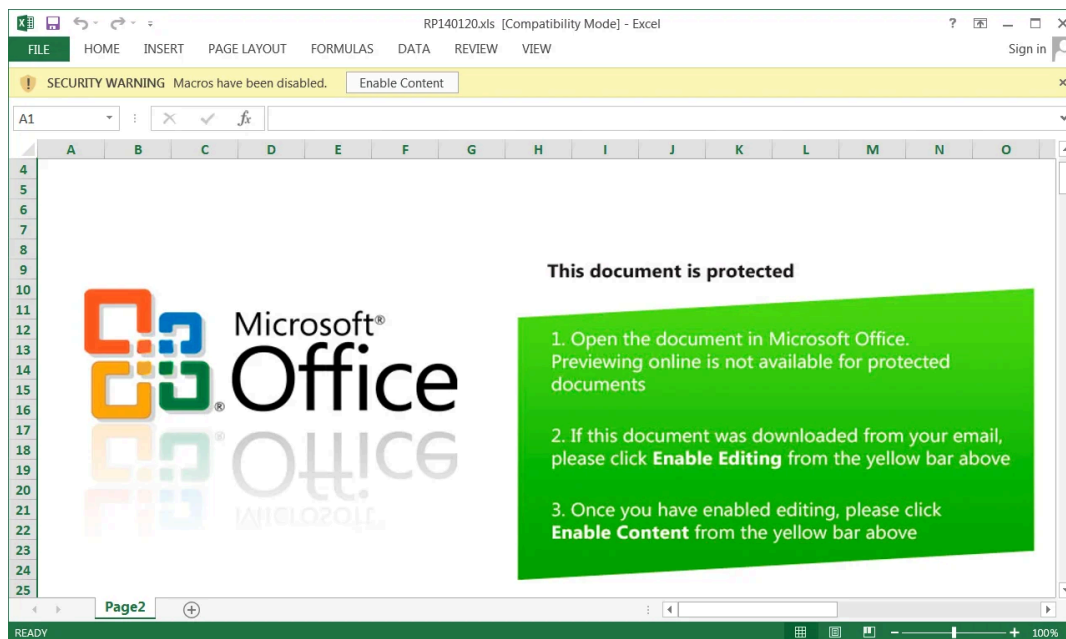 RP140120.xls [Compatibility Mode] - Excel
?
FILE HOME INSERT PAGE LAYOUT FORMULAS DATA REVIEW VIEW Sign in
SECURITY WARNING Macros have been disabled. Enable Content
A1 fx
A B C D E F G H I J K L M N O
4
5
6
7
8
9
This document is protected
10
11
12
13
14
15
16
17
18
19
20
21
22
23
24
25
Microsoft®
Office
®
1. Open the document in Microsoft Office.
Previewing online is not available for protected
documents
2. If this document was downloaded from your email,
please click Enable Editing from the yellow bar above
3. Once you have enabled editing, please click
Enable Content from the yellow bar above
Page2
READY 100%